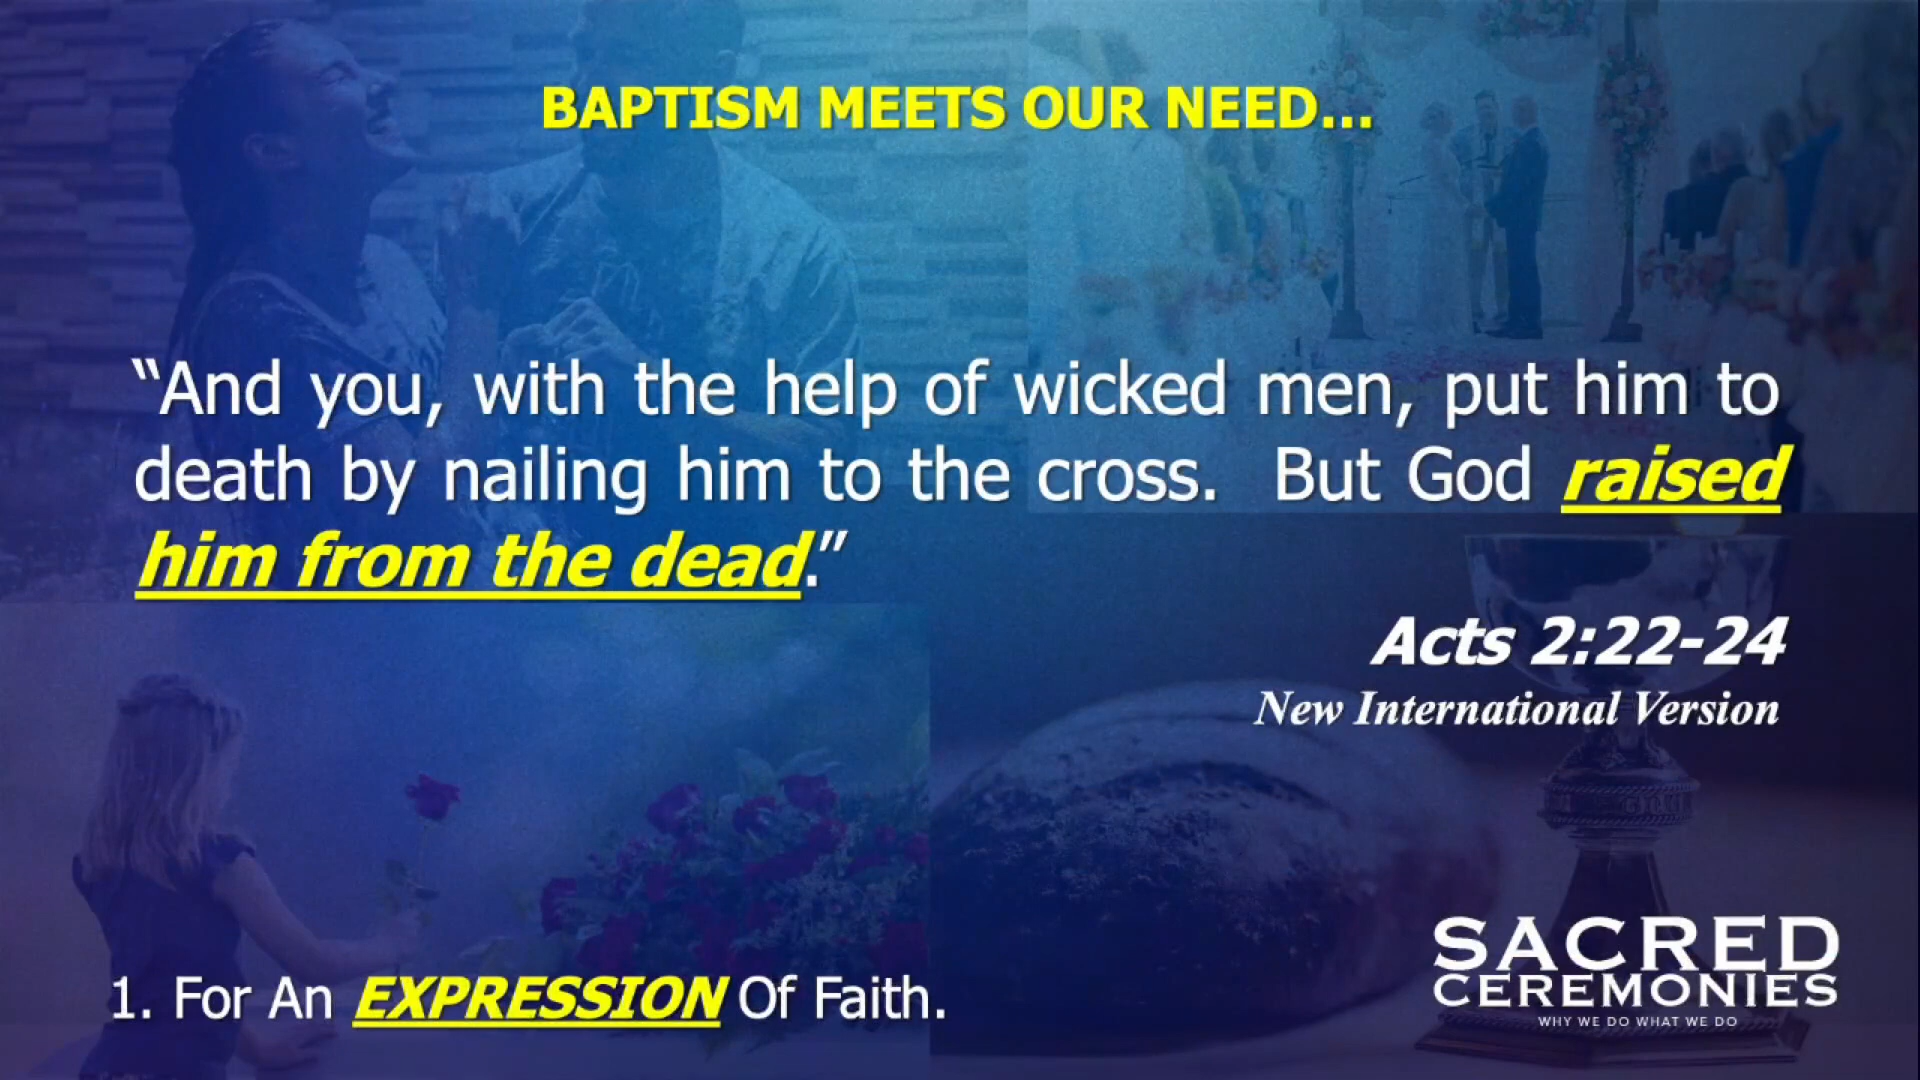 BAPTISM MEETS OUR NEED...
“And you, with the help of wicked men, put him to
death by nailing him to the cross.  But God raised
him from the dead.”
Acts 2:22-24
New International Version
1. For An EXPRESSION Of Faith.
SACRED
CEREMONIES
WHY WE DO WHAT WE DO